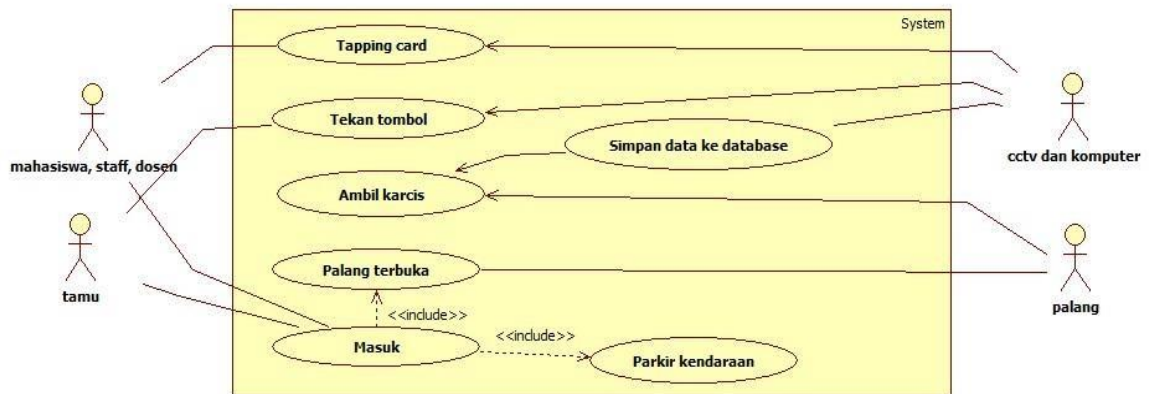 System
Tapping card
Tekan tombol
Simpan data ke database
mahasiswa, staff, dosen
cctv dan komputer
Ambil karcis
Palang terbuka
tamu
palang
<<include>>
<<include>>
Masuk
Parkir kendaraan